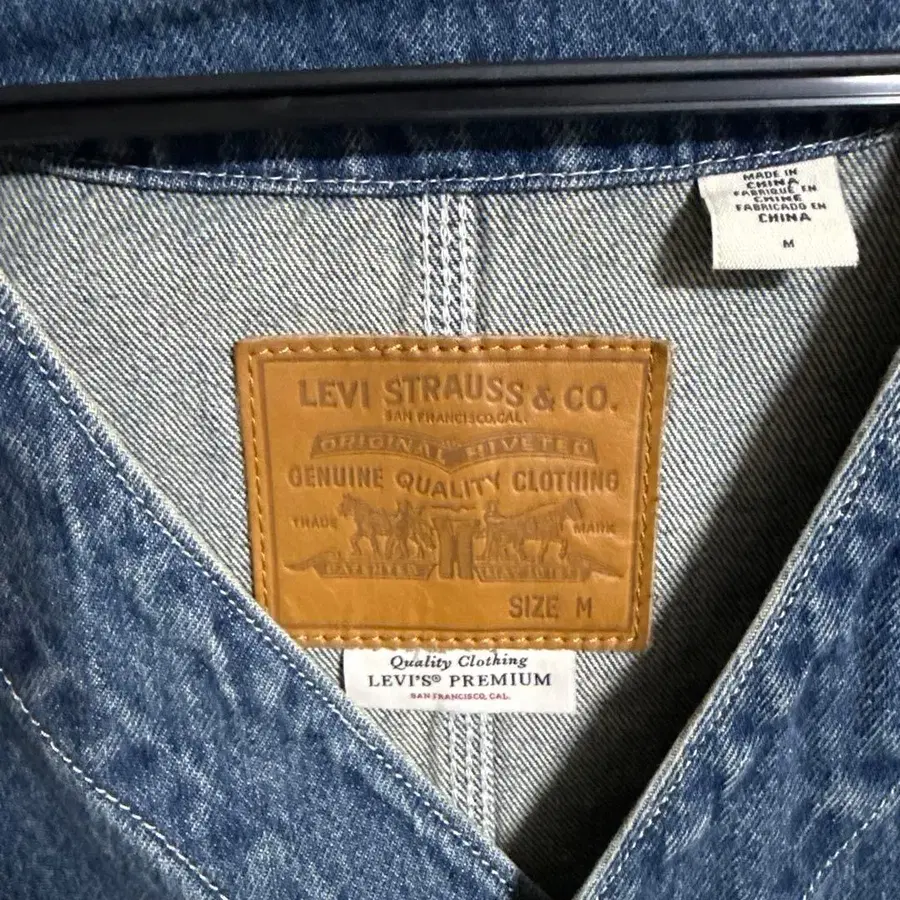 MADE IN
CHINA
FABRIQUÉ EN
CHINE
FABRICADO EN
CHINA
M
LEVI STRAUSS & CO.
SAN FRANCISCO, CAL.
ORIGINAL RIVETED
GENUINE QUALITY CLOTHING
TRADE MARK
PATENTED
SIZE M
Quality Clothing
LEVI'S® PREMIUM
SAN FRANCISCO, CAL.